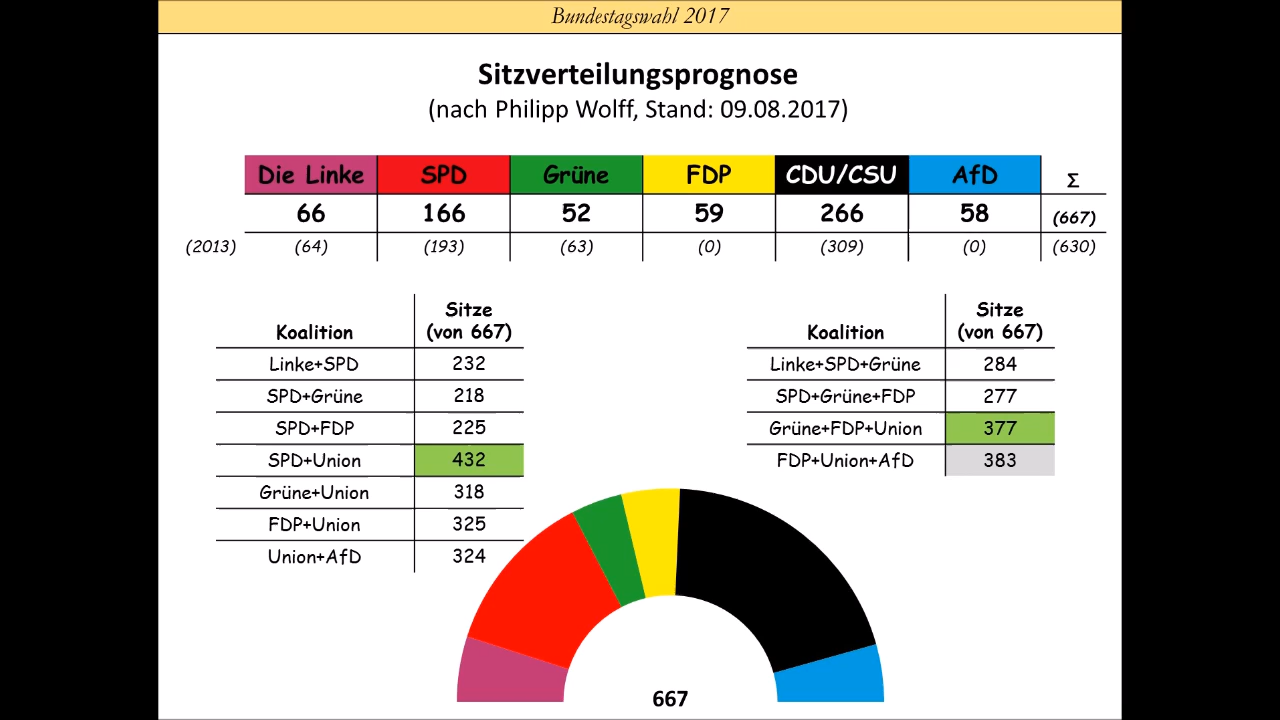 Bundestagswahl 2017
Sitzverteilungsprognose
(nach Philipp Wolff, Stand: 09.08.2017)
Die Linke SPD Grüne FDP CDU/CSU AfD Σ
66 166 52 59 266 58 (667)
(2013) (64) (193) (63) (0) (309) (0) (630)
Koalition Sitze (von 667)
Linke+SPD 232
SPD+Grüne 218
SPD+FDP 225
SPD+Union 432
Grüne+Union 318
FDP+Union 325
Union+AfD 324
Koalition Sitze (von 667)
Linke+SPD+Grüne 284
SPD+Grüne+FDP 277
Grüne+FDP+Union 377
FDP+Union+AfD 383
667